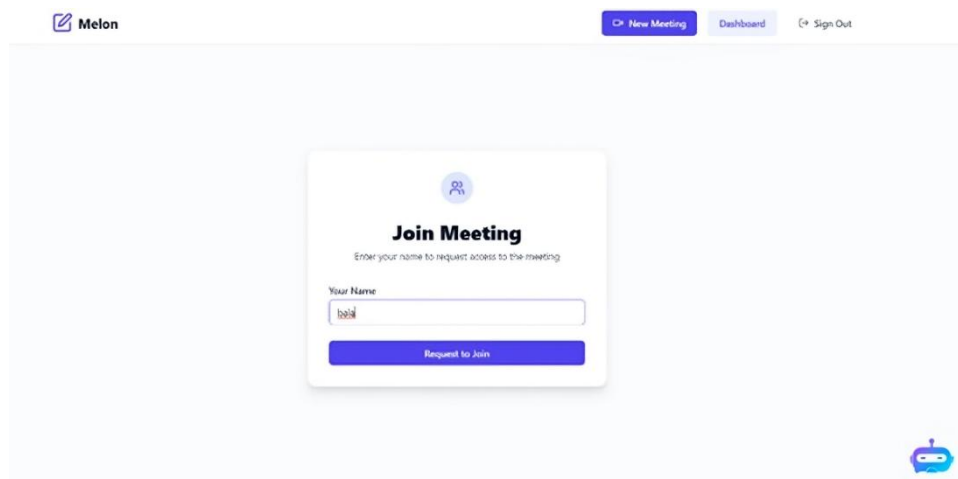 Melon
New Meeting
Dashboard
Sign Out
Join Meeting
Enter your name to request access to the meeting
Your Name
bala
Request to Join